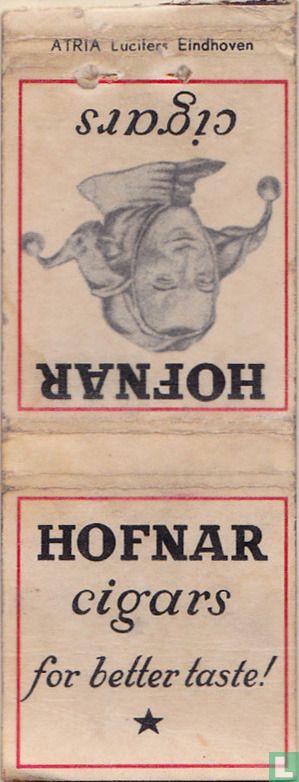 ATRIA Lucifers Eindhoven
cigars
HOFNAR
HOFNAR
cigars
for better taste!
L